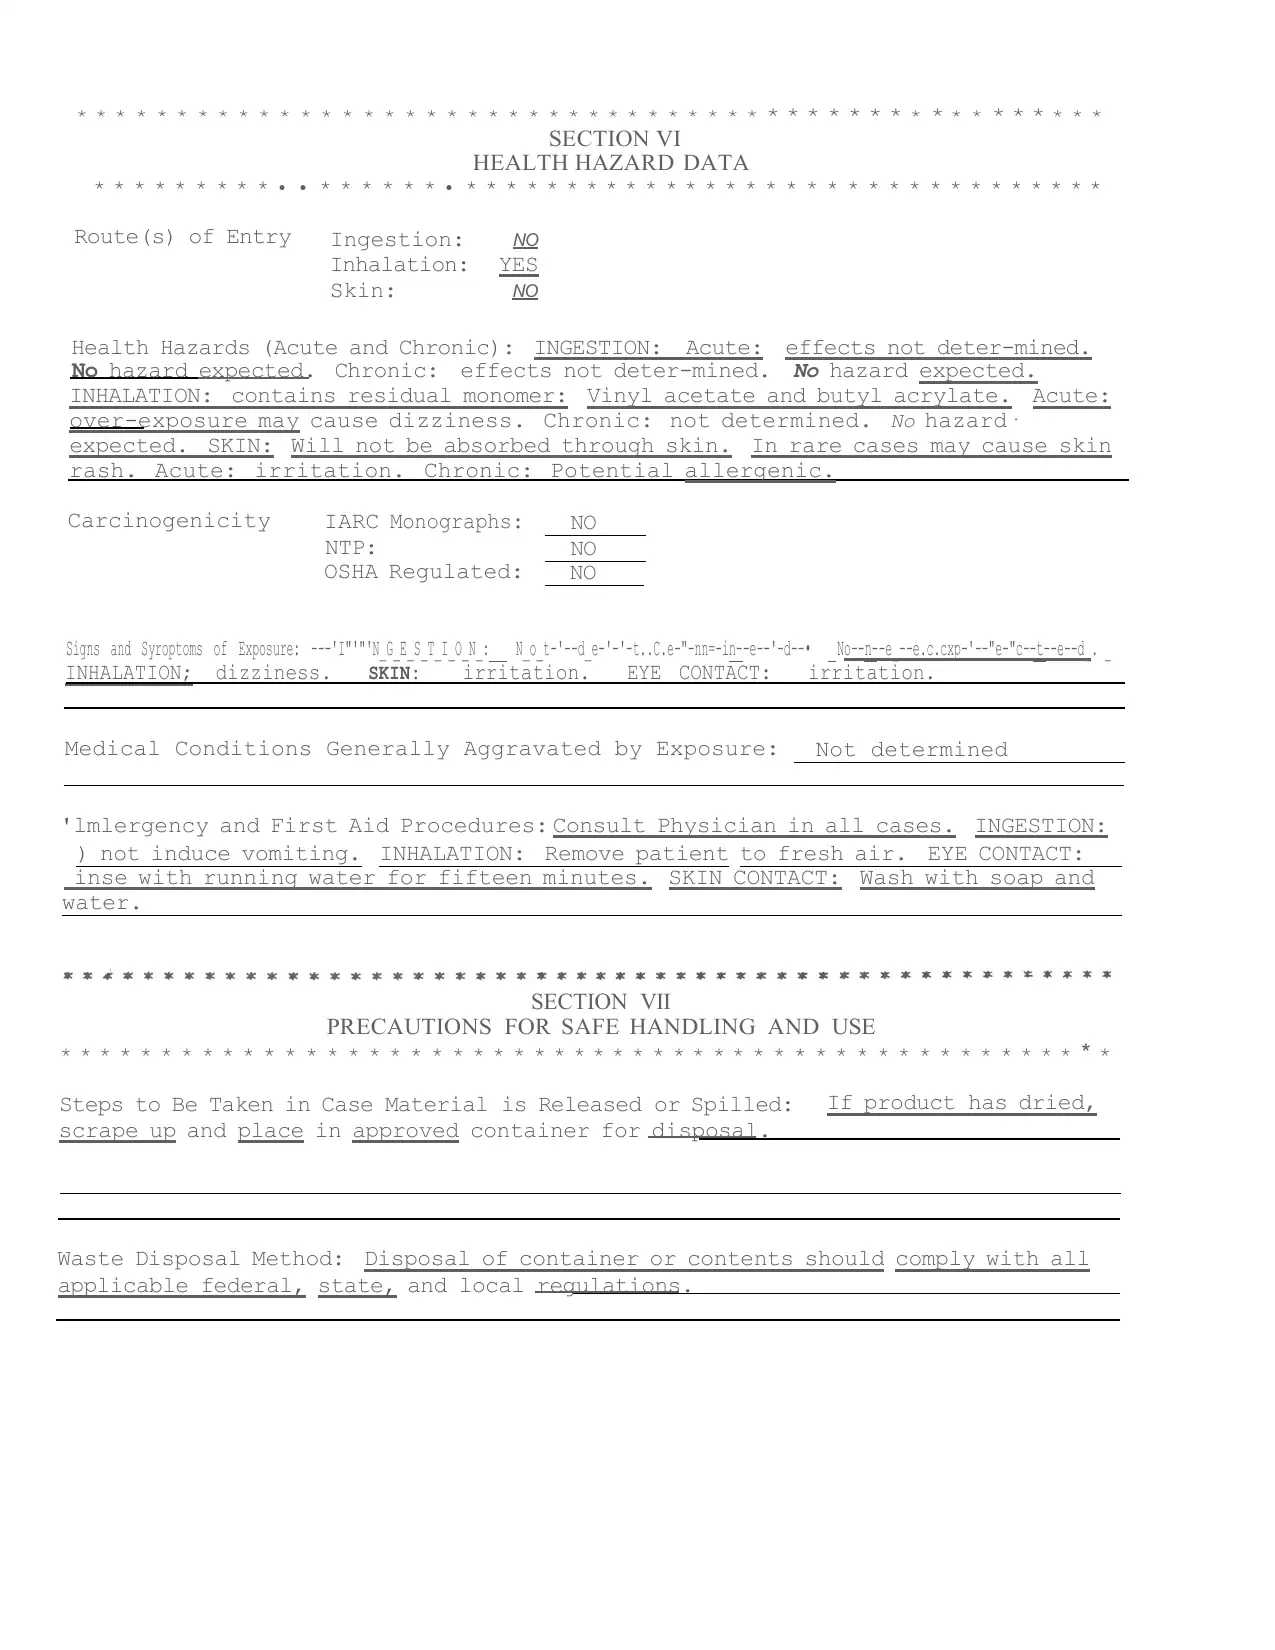 * * * * * * * * * * * * * * * * * * * * * * * * * * * * * * * * * * * * * * * * * * * * * * * * * *
SECTION VI
HEALTH HAZARD DATA
* * * * * * * * * • • * * * * * * • * * * * * * * * * * * * * * * * * * * * * * * * * * * * * * * *
Route(s) of Entry Ingestion: NO
Inhalation: YES
Skin: NO
Health Hazards (Acute and Chronic): INGESTION: Acute: effects not deter-mined.
No hazard expected. Chronic: effects not deter-mined. No hazard expected.
INHALATION: contains residual monomer: Vinyl acetate and butyl acrylate. Acute:
over-exposure may cause dizziness. Chronic: not determined. No hazard
expected. SKIN: Will not be absorbed through skin. In rare cases may cause skin
rash. Acute: irritation. Chronic: Potential allergenic.
Carcinogenicity IARC Monographs: NO
NTP: NO
OSHA Regulated: NO
Signs and Syroptoms of Exposure: ---'I"'"'N G E S T I O N : N o t-'--d e-'-'-t..C.e-"-nn=-in--e--'-d--• No--n--e --e.c.cxp-'--"e-"c--t--e--d .
INHALATION; dizziness. SKIN: irritation. EYE CONTACT: irritation.
Medical Conditions Generally Aggravated by Exposure: Not determined
'lmlergency and First Aid Procedures: Consult Physician in all cases. INGESTION:
) not induce vomiting. INHALATION: Remove patient to fresh air. EYE CONTACT:
inse with running water for fifteen minutes. SKIN CONTACT: Wash with soap and
water.
* * * * * * * * * * * * * * * * * * * * * * * * * * * * * * * * * * * * * * * * * * * * * * * * * * *
SECTION VII
PRECAUTIONS FOR SAFE HANDLING AND USE
* * * * * * * * * * * * * * * * * * * * * * * * * * * * * * * * * * * * * * * * * * * * * * * * * * *
Steps to Be Taken in Case Material is Released or Spilled: If product has dried,
scrape up and place in approved container for disposal.
Waste Disposal Method: Disposal of container or contents should comply with all
applicable federal, state, and local regulations.